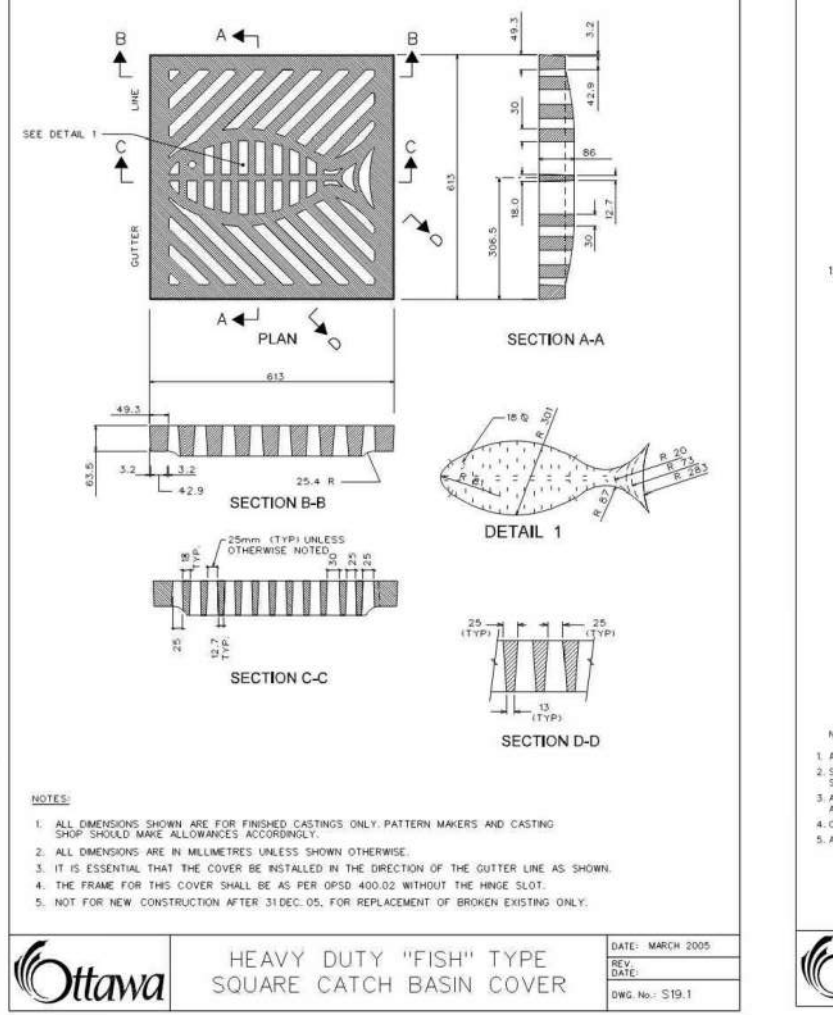 B
A
B
LINE
SEE DETAIL 1
C
C
613
GUTTER
D
A
D
PLAN
49.3
3.2
42.9
30
86
18.0
12.7
306.5
30
SECTION A-A
613
49.3
63.5
3.2
3.2
42.9
25.4 R
SECTION B-B
18 Ø
R 301
R 20
R 73
R 283
R 87
DETAIL 1
25mm (TYP) UNLESS
OTHERWISE NOTED
18
TYP.
30
25
25
25
12.7
TYP.
SECTION C-C
25
(TYP)
25
(TYP)
13
(TYP)
SECTION D-D
NOTES:
1. ALL DIMENSIONS SHOWN ARE FOR FINISHED CASTINGS ONLY. PATTERN MAKERS AND CASTING
SHOP SHOULD MAKE ALLOWANCES ACCORDINGLY.
2. ALL DIMENSIONS ARE IN MILLIMETRES UNLESS SHOWN OTHERWISE.
3. IT IS ESSENTIAL THAT THE COVER BE INSTALLED IN THE DIRECTION OF THE GUTTER LINE AS SHOWN.
4. THE FRAME FOR THIS COVER SHALL BE AS PER OPSD 400.02 WITHOUT THE HINGE SLOT.
5. NOT FOR NEW CONSTRUCTION AFTER 31 DEC. 05, FOR REPLACEMENT OF BROKEN EXISTING ONLY.
Ottawa
HEAVY DUTY "FISH" TYPE
SQUARE CATCH BASIN COVER
DATE: MARCH 2005
REV.
DATE:
DWG. No.: S19.1
1. A
2. S
3. A
4. C
5. A